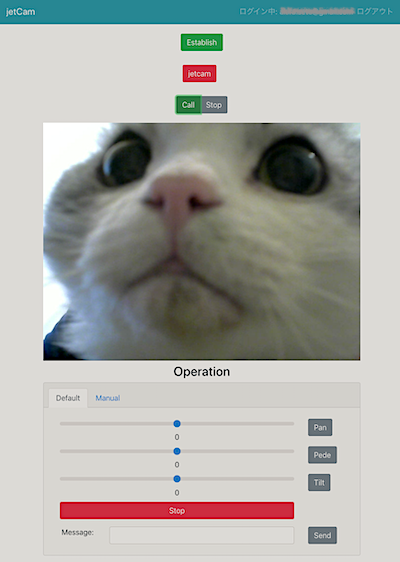 jetCam
ログイン中: ログアウト
Establish
jetcam
Call Stop
Operation
Default Manual
0
Pan
0
Pede
0
Tilt
Stop
Message:
Send